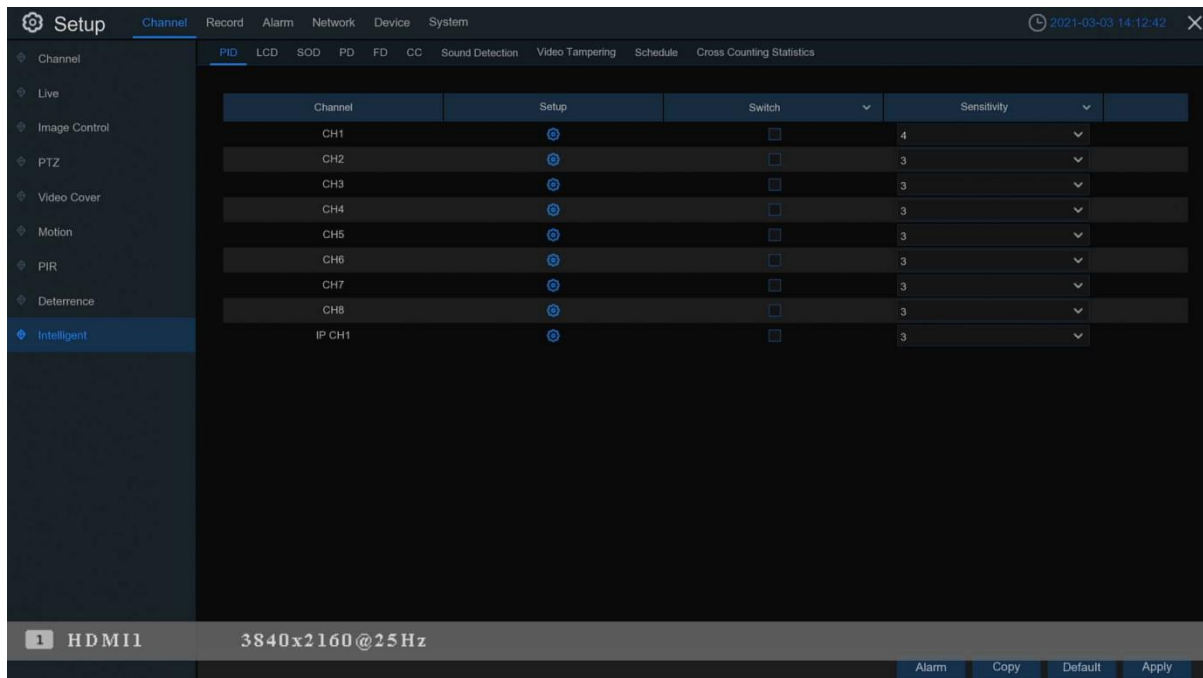 Setup Channel Record Alarm Network Device System 2021-03-03 14:12:42
PID LCD SOD PD FD CC Sound Detection Video Tampering Schedule Cross Counting Statistics
Channel
Live
Image Control
PTZ
Video Cover
Motion
PIR
Deterrence
Intelligent
Channel Setup Switch Sensitivity
CH1 4
CH2 3
CH3 3
CH4 3
CH5 3
CH6 3
CH7 3
CH8 3
IP CH1 3
1 HDMI1 3840x2160@25Hz
Alarm Copy Default Apply